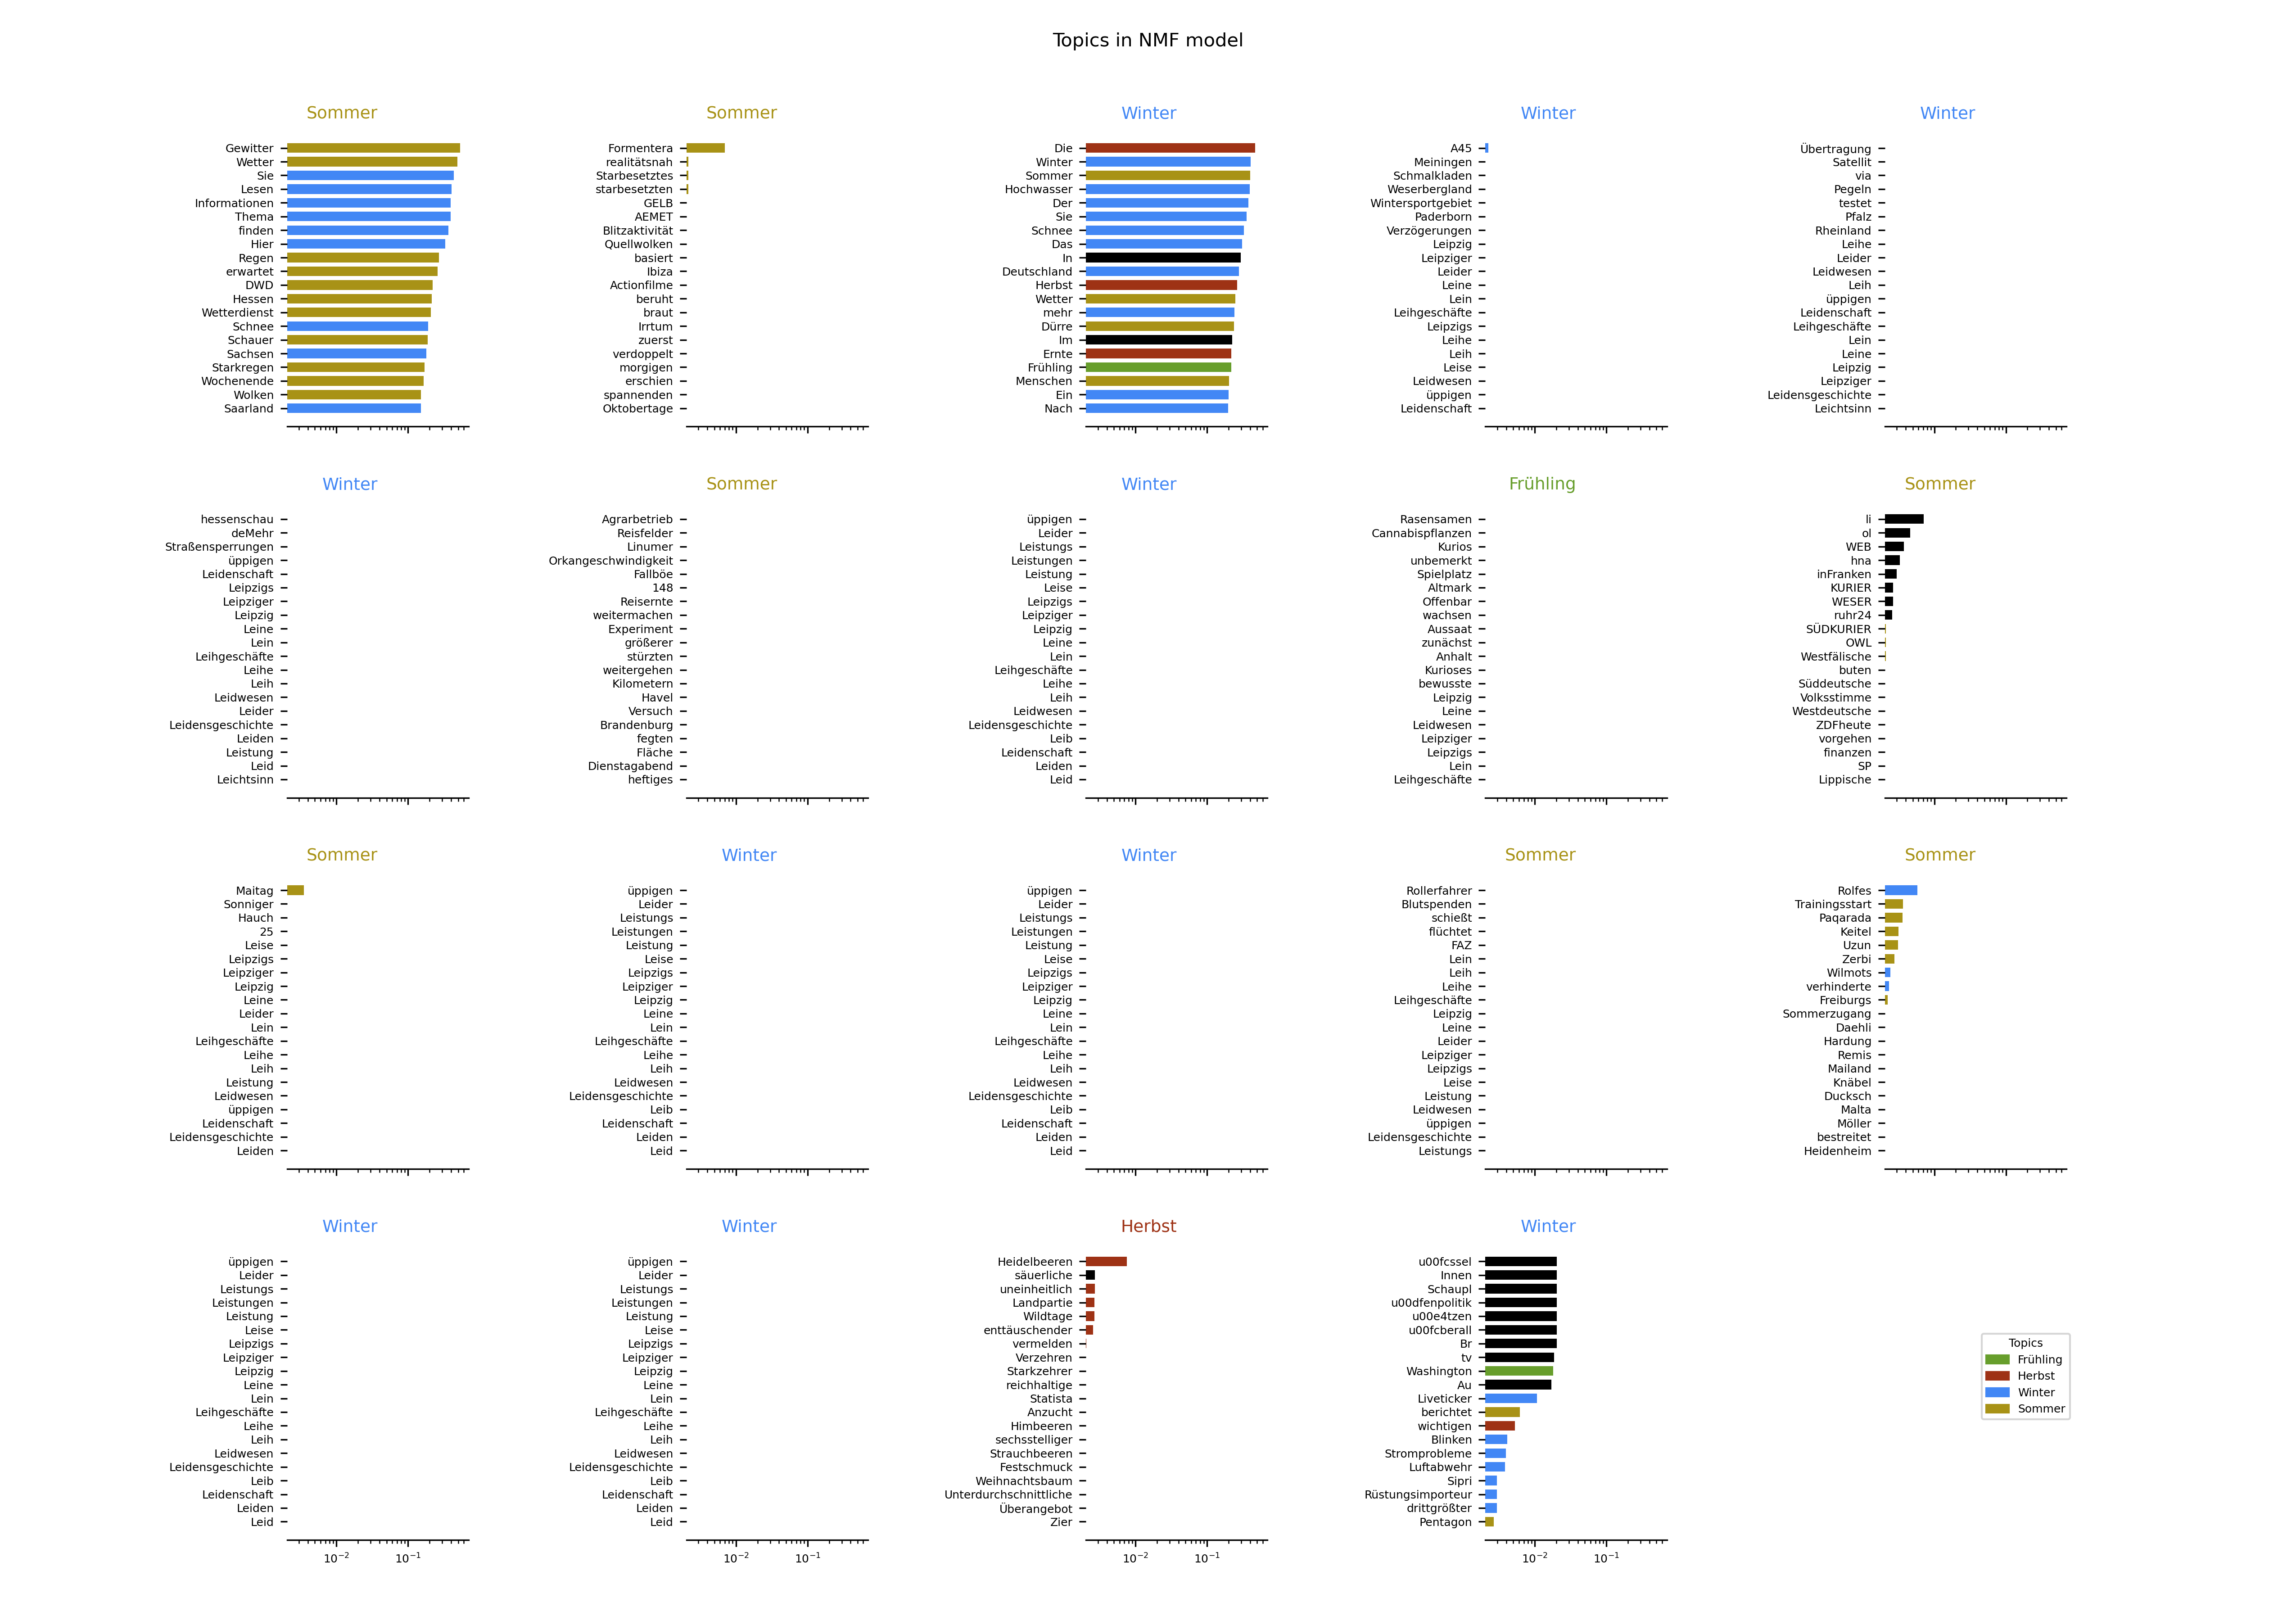 Topics in NMF model
Sommer
Gewitter
Wetter
Sie
Lesen
Informationen
Thema
finden
Hier
Regen
erwartet
DWD
Hessen
Wetterdienst
Schnee
Schauer
Sachsen
Starkregen
Wochenende
Wolken
Saarland
Sommer
Formentera
realitätsnah
Starbesetztes
starbesetzten
GELB
AEMET
Blitzaktivität
Quellwolken
basiert
Ibiza
Actionfilme
beruht
braut
Irrtum
zuerst
verdoppelt
morgigen
erschien
spannenden
Oktobertage
Winter
Die
Winter
Sommer
Hochwasser
Der
Sie
Schnee
Das
In
Deutschland
Herbst
Wetter
mehr
Dürre
Im
Ernte
Frühling
Menschen
Ein
Nach
Winter
A45
Meiningen
Schmalkladen
Weserbergland
Wintersportgebiet
Paderborn
Verzögerungen
Leipzig
Leipziger
Leider
Leine
Lein
Leihgeschäfte
Leipzigs
Leihe
Leih
Leise
Leidwesen
üppigen
Leidenschaft
Winter
Übertragung
Satellit
via
Pegeln
testet
Pfalz
Rheinland
Leihe
Leider
Leidwesen
Leih
üppigen
Leidenschaft
Leihgeschäfte
Lein
Leine
Leipzig
Leipziger
Leidensgeschichte
Leichtsinn
Winter
hessenschau
deMehr
Straßensperrungen
üppigen
Leidenschaft
Leipzigs
Leipziger
Leipzig
Leine
Lein
Leihgeschäfte
Leihe
Leih
Leidwesen
Leider
Leidensgeschichte
Leiden
Leistung
Leid
Leichtsinn
Sommer
Agrarbetrieb
Reisfelder
Linumer
Orkangeschwindigkeit
Fallböe
148
Reisernte
weitermachen
Experiment
größerer
stürzten
weitergehen
Kilometern
Havel
Versuch
Brandenburg
fegten
Fläche
Dienstagabend
heftiges
Winter
üppigen
Leider
Leistungs
Leistungen
Leistung
Leise
Leipzigs
Leipziger
Leipzig
Leine
Lein
Leihgeschäfte
Leihe
Leih
Leidwesen
Leidensgeschichte
Leib
Leidenschaft
Leiden
Leid
Frühling
Rasensamen
Cannabispflanzen
Kurios
unbemerkt
Spielplatz
Altmark
Offenbar
wachsen
Aussaat
zunächst
Anhalt
Kurioses
bewusste
Leipzig
Leine
Leidwesen
Leipziger
Leipzigs
Lein
Leihgeschäfte
Sommer
li
ol
WEB
hna
inFranken
KURIER
WESER
ruhr24
SÜDKURIER
OWL
Westfälische
buten
Süddeutsche
Volksstimme
Westdeutsche
ZDFheute
vorgehen
finanzen
SP
Lippische
Sommer
Maitag
Sonniger
Hauch
25
Leise
Leipzigs
Leipziger
Leipzig
Leine
Leider
Lein
Leihgeschäfte
Leihe
Leih
Leistung
Leidwesen
üppigen
Leidenschaft
Leidensgeschichte
Leiden
Winter
üppigen
Leider
Leistungs
Leistungen
Leistung
Leise
Leipzigs
Leipziger
Leipzig
Leine
Lein
Leihgeschäfte
Leihe
Leih
Leidwesen
Leidensgeschichte
Leib
Leidenschaft
Leiden
Leid
Winter
üppigen
Leider
Leistungs
Leistungen
Leistung
Leise
Leipzigs
Leipziger
Leipzig
Leine
Lein
Leihgeschäfte
Leihe
Leih
Leidwesen
Leidensgeschichte
Leib
Leidenschaft
Leiden
Leid
Sommer
Rollerfahrer
Blutspenden
schießt
flüchtet
FAZ
Lein
Leih
Leihe
Leihgeschäfte
Leipzig
Leine
Leider
Leipziger
Leipzigs
Leise
Leistung
Leidwesen
üppigen
Leidensgeschichte
Leistungs
Sommer
Rolfes
Trainingsstart
Paqarada
Keitel
Uzun
Zerbi
Wilmots
verhinderte
Freiburgs
Sommerzugang
Daehli
Hardung
Remis
Mailand
Knäbel
Ducksch
Malta
Möller
bestreitet
Heidenheim
Winter
üppigen
Leider
Leistungs
Leistungen
Leistung
Leise
Leipzigs
Leipziger
Leipzig
Leine
Lein
Leihgeschäfte
Leihe
Leih
Leidwesen
Leidensgeschichte
Leib
Leidenschaft
Leiden
Leid
10⁻² 10⁻¹
Winter
üppigen
Leider
Leistungs
Leistungen
Leistung
Leise
Leipzigs
Leipziger
Leipzig
Leine
Lein
Leihgeschäfte
Leihe
Leih
Leidwesen
Leidensgeschichte
Leib
Leidenschaft
Leiden
Leid
10⁻² 10⁻¹
Herbst
Heidelbeeren
säuerliche
uneinheitlich
Landpartie
Wildtage
enttäuschender
vermelden
Verzehren
Starkzehrer
reichhaltige
Statista
Anzucht
Himbeeren
sechsstelliger
Strauchbeeren
Festschmuck
Weihnachtsbaum
Unterdurchschnittliche
Überangebot
Zier
10⁻² 10⁻¹
Winter
u00fcssel
Innen
Schaupl
u00dfenpolitik
u00e4tzen
u00fcberall
Br
tv
Washington
Au
Liveticker
berichtet
wichtigen
Blinken
Stromprobleme
Luftabwehr
Sipri
Rüstungsimporteur
drittgrößter
Pentagon
10⁻² 10⁻¹
Topics
Frühling
Herbst
Winter
Sommer